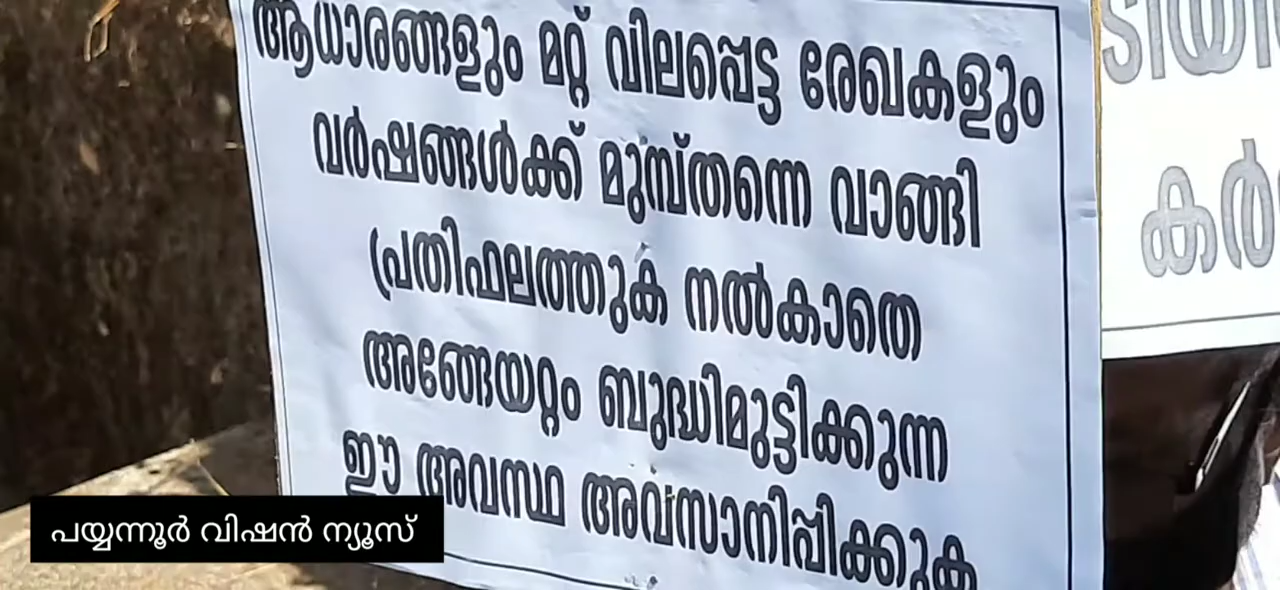 ആധാരങ്ങളും മറ്റ് വിലപ്പെട്ട രേഖകളും
വർഷങ്ങൾക്ക് മുമ്പ്തന്നെ വാങ്ങി
പ്രതിഫലത്തുക നൽകാതെ
അങ്ങേയറ്റം ബുദ്ധിമുട്ടിക്കുന്ന
ഈ അവസ്ഥ അവസാനിപ്പിക്കുക
പയ്യന്നൂർ വിഷൻ ന്യൂസ്